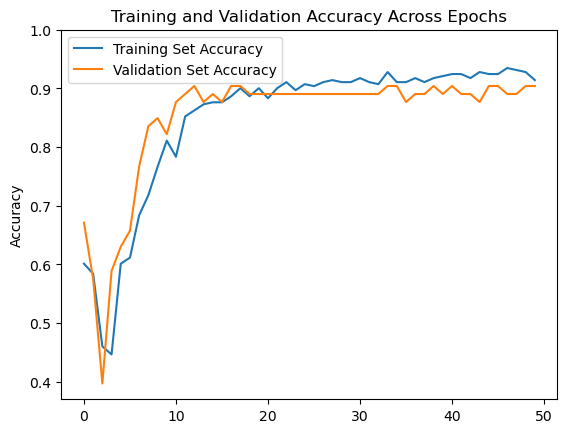 Training and Validation Accuracy Across Epochs
Training Set Accuracy
Validation Set Accuracy
Accuracy
1.0
0.9
0.8
0.7
0.6
0.5
0.4
0 10 20 30 40 50